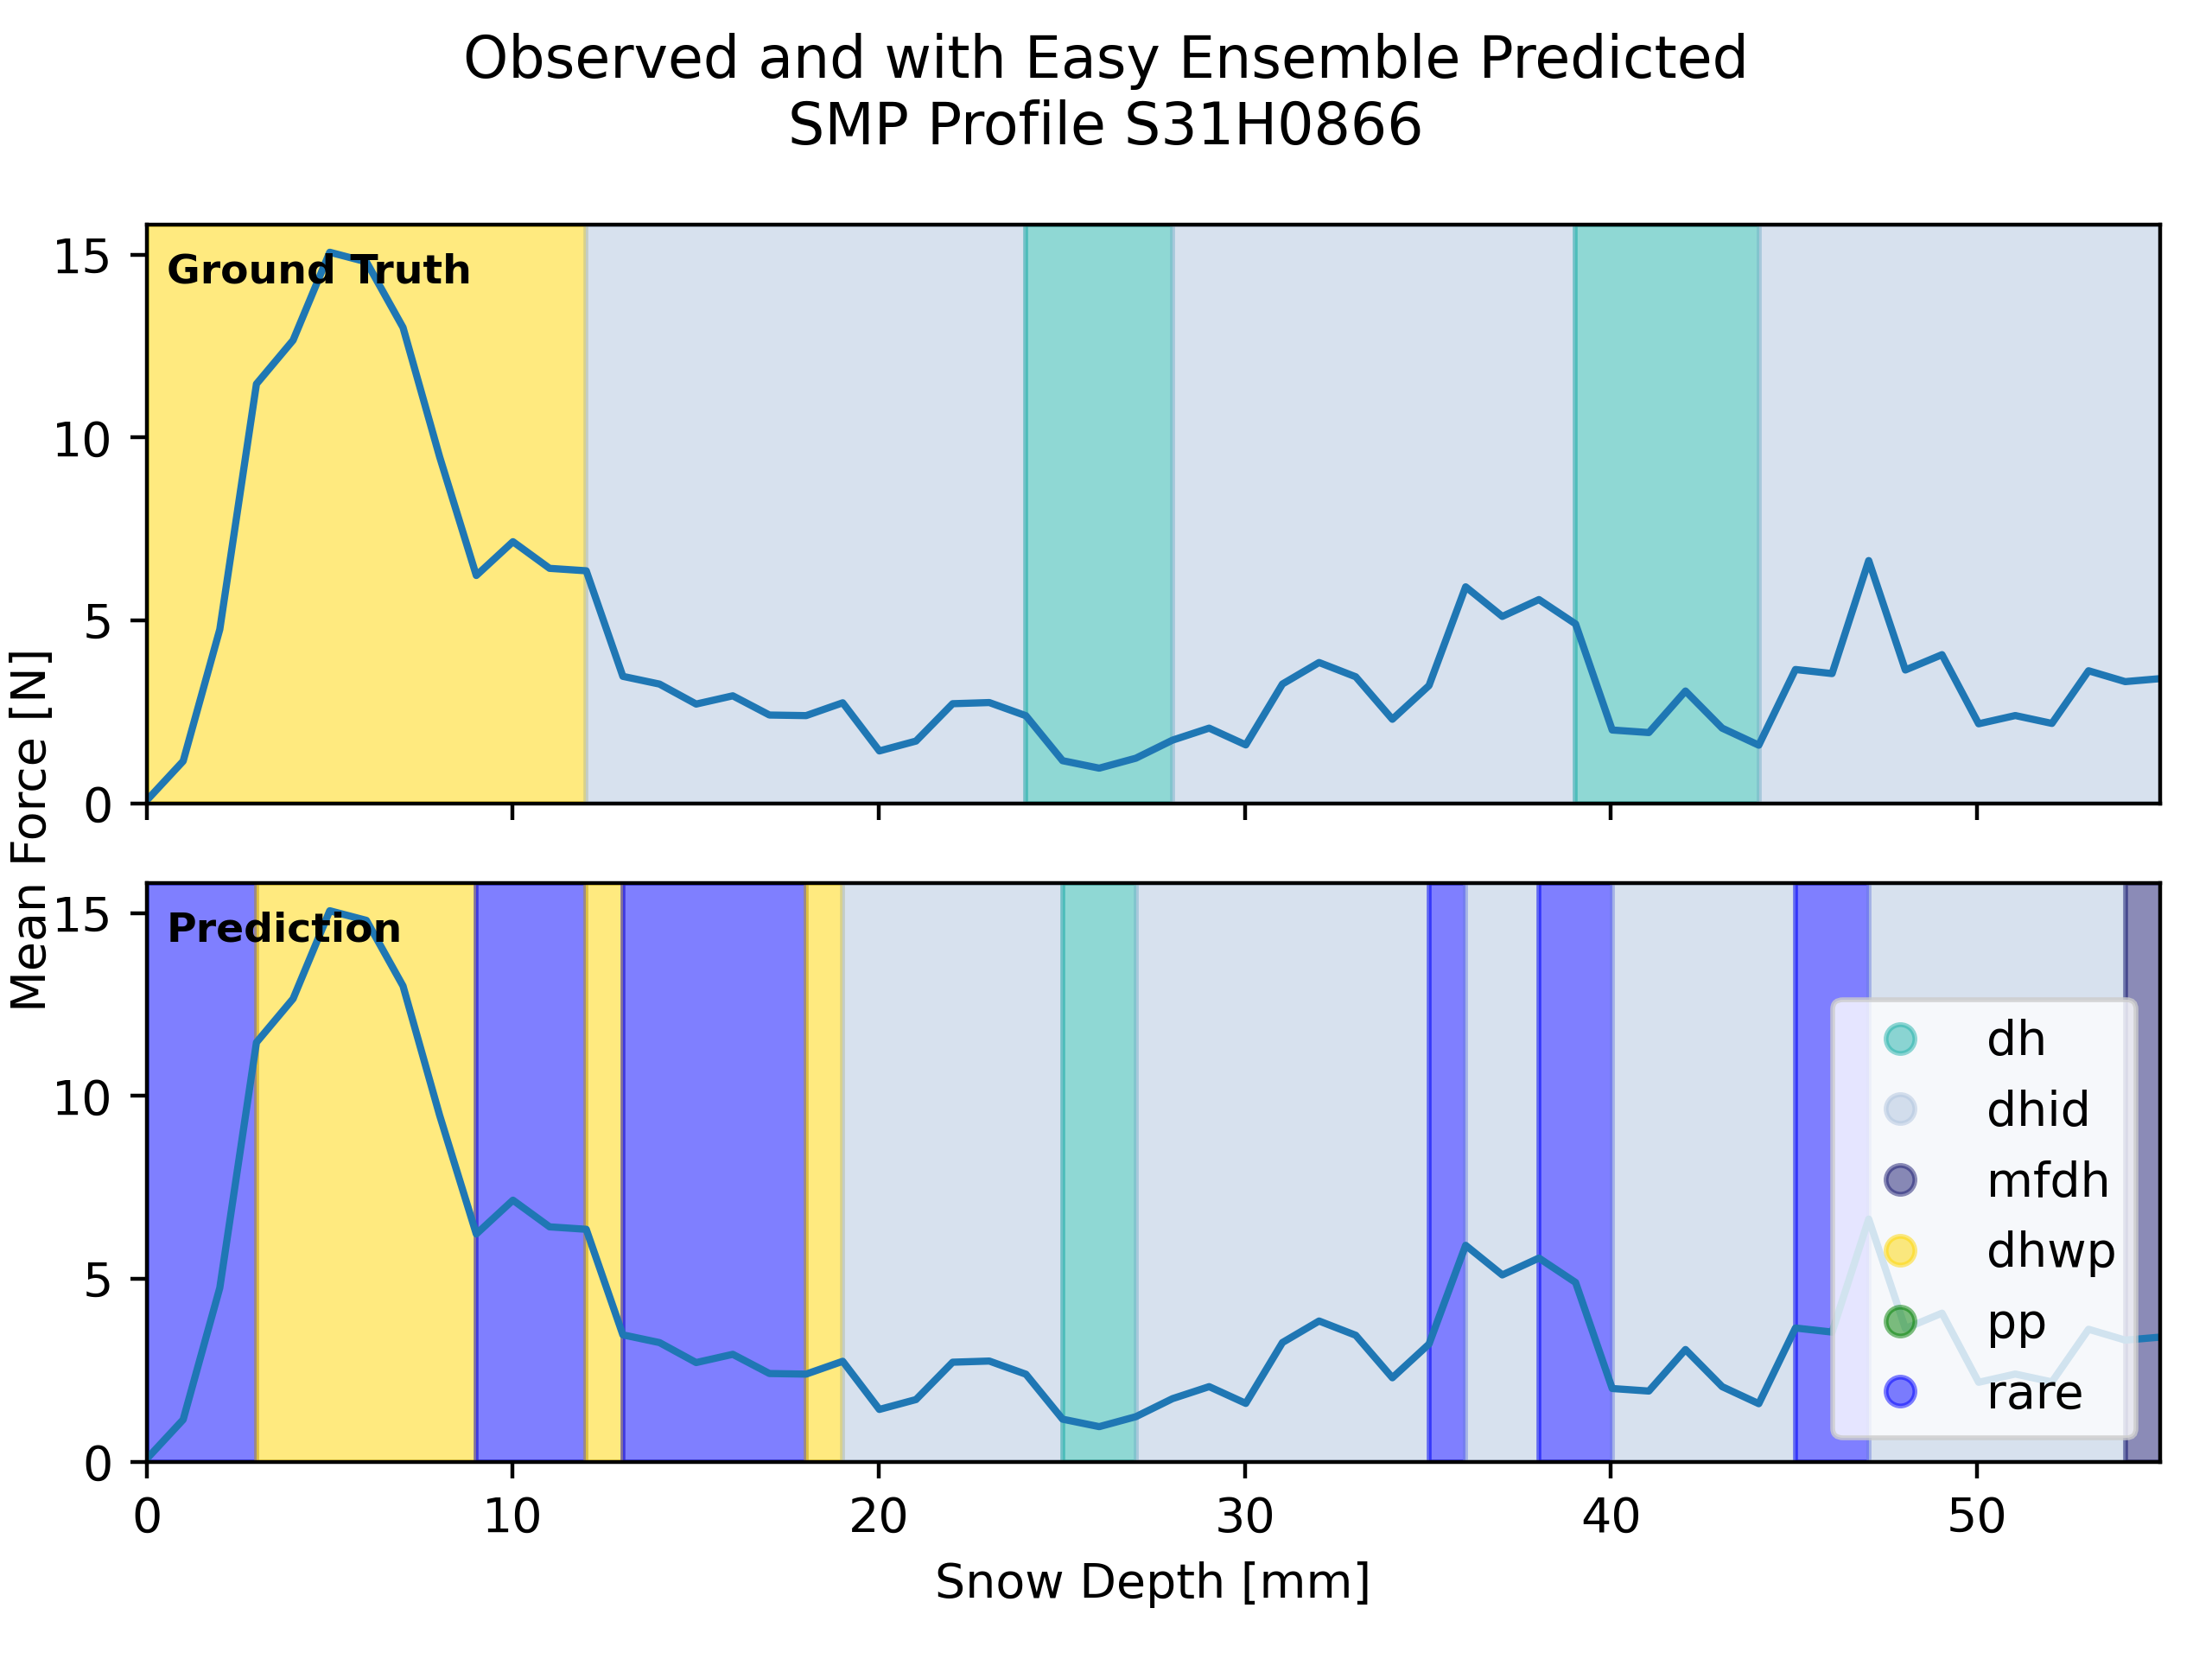 Observed and with Easy Ensemble Predicted
SMP Profile S31H0866
Mean Force [N]
15
10
5
0
Ground Truth
15
10
5
0
Prediction
dh
dhid
mfdh
dhwp
pp
rare
0 10 20 30 40 50
Snow Depth [mm]